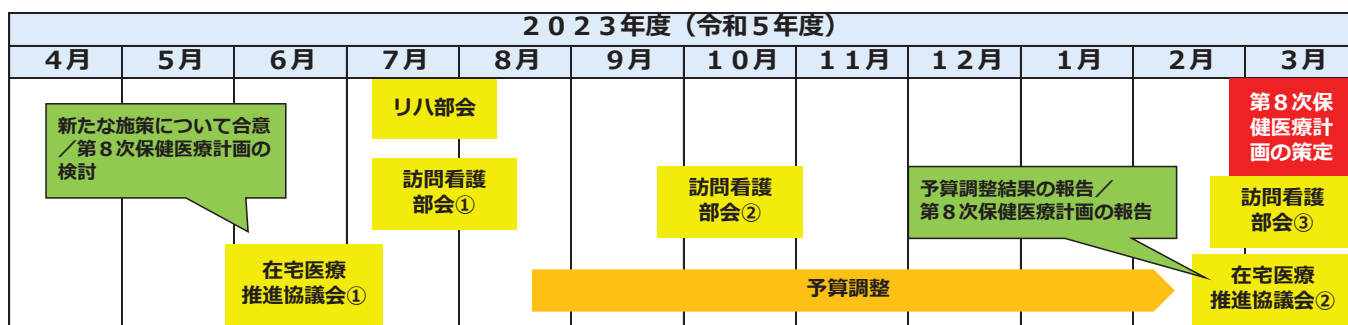 ２０２３年度（令和５年度）
４月 ５月 ６月 ７月 ８月 ９月 １０月 １１月 １２月 １月 ２月 ３月
新たな施策について合意
／第８次保健医療計画の
検討
リハ部会
訪問看護
部会①
在宅医療
推進協議会①
訪問看護
部会②
予算調整
予算調整結果の報告／
第８次保健医療計画の報告
第８次保
健医療計
画の策定
訪問看護
部会③
在宅医療
推進協議会②